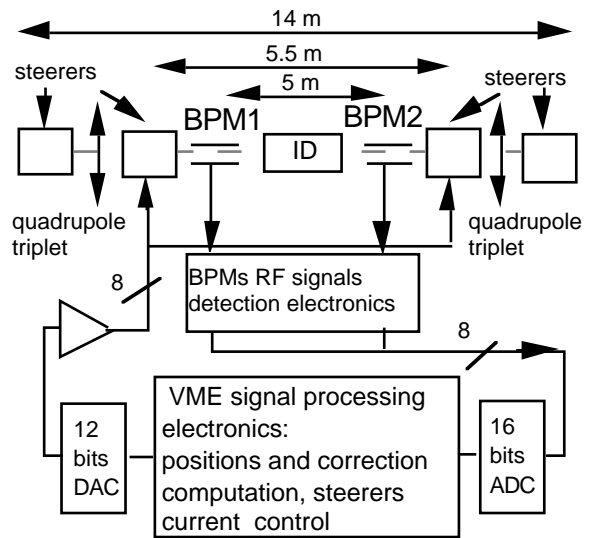 14 m
5.5 m
steerers
steerers
5 m
BPM1
BPM2
ID
quadrupole
triplet
quadrupole
triplet
8
BPMs RF signals
detection electronics
8
VME signal processing
electronics:
positions and correction
computation, steerers
current control
12
bits
DAC
16
bits
ADC